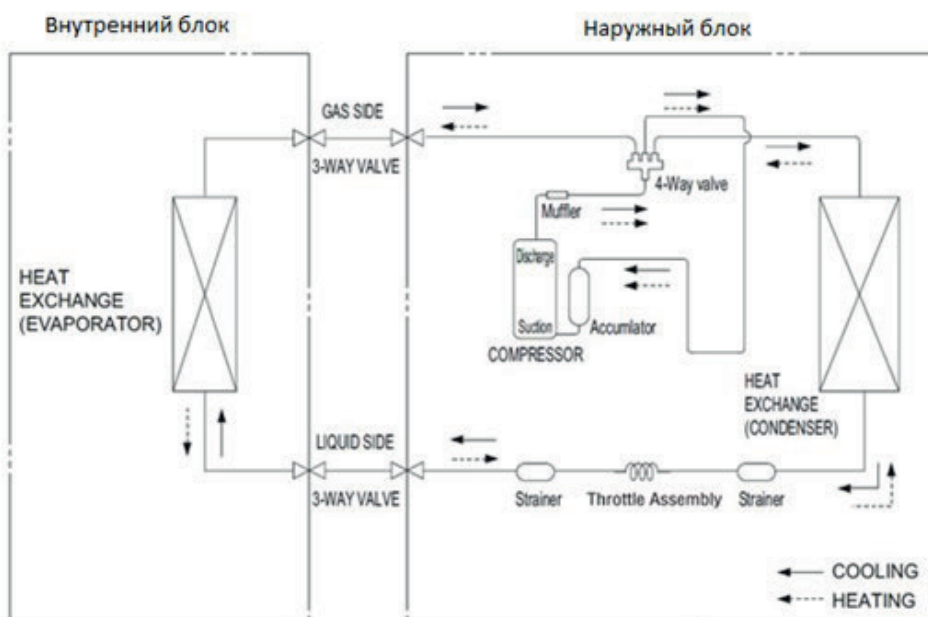 Внутренний блок
Наружный блок
GAS SIDE
3-WAY VALVE
4-Way valve
Muffler
Discharge
Suction
Accumlator
COMPRESSOR
HEAT
EXCHANGE
(EVAPORATOR)
HEAT
EXCHANGE
(CONDENSER)
LIQUID SIDE
3-WAY VALVE
Strainer
Throttle Assembly
Strainer
COOLING
HEATING